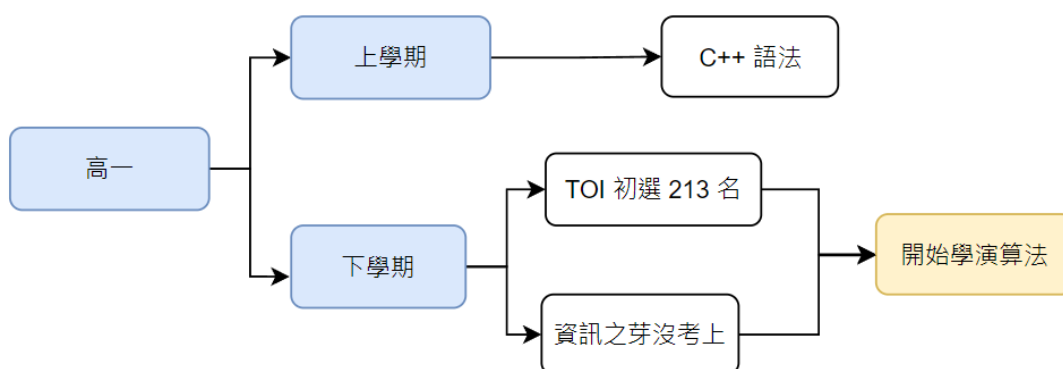 高一
上學期
C++ 語法
下學期
TOI 初選 213 名
資訊之芽沒考上
開始學演算法